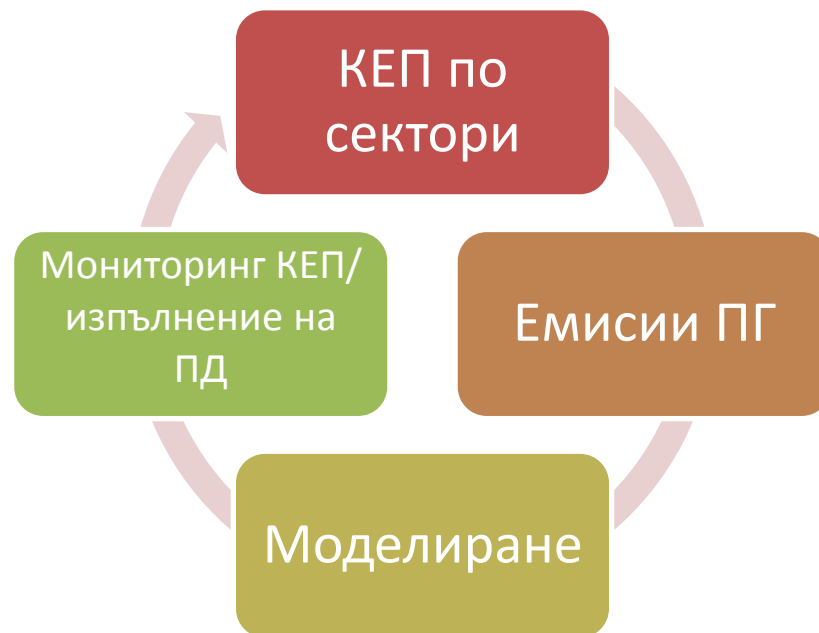 КЕП по
сектори
Емисии ПГ
Моделиране
Мониторинг КЕП/
изпълнение на
ПД